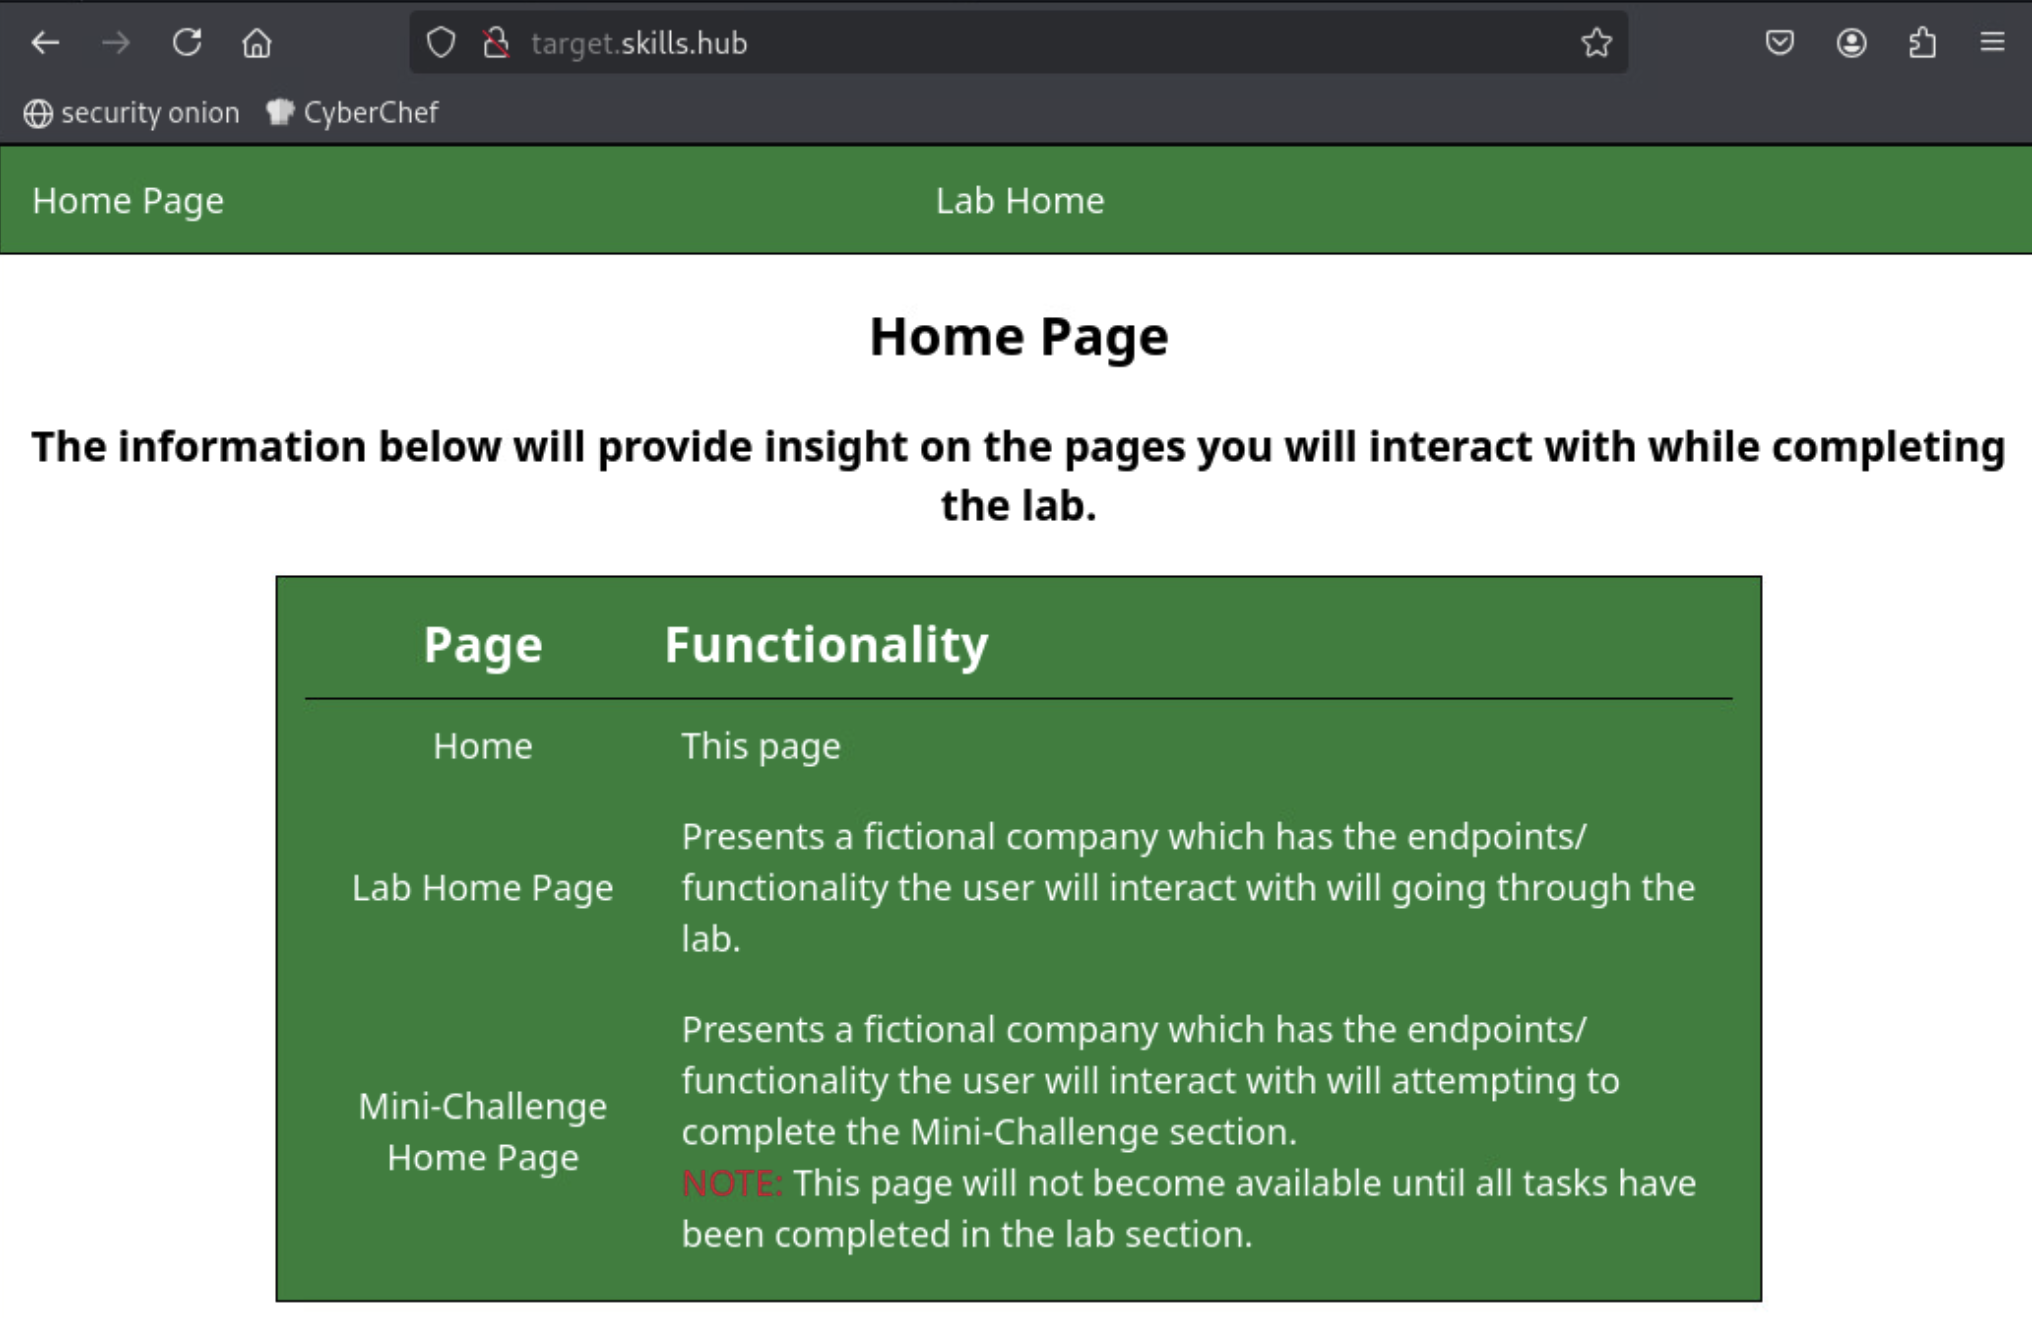 target.skills.hub
security onion CyberChef
Home Page Lab Home
Home Page
The information below will provide insight on the pages you will interact with while completing
the lab.
Page Functionality
Home This page
Presents a fictional company which has the endpoints/
Lab Home Page functionality the user will interact with will going through the
lab.
Presents a fictional company which has the endpoints/
functionality the user will interact with will attempting to
Mini-Challenge complete the Mini-Challenge section.
Home Page NOTE: This page will not become available until all tasks have
been completed in the lab section.